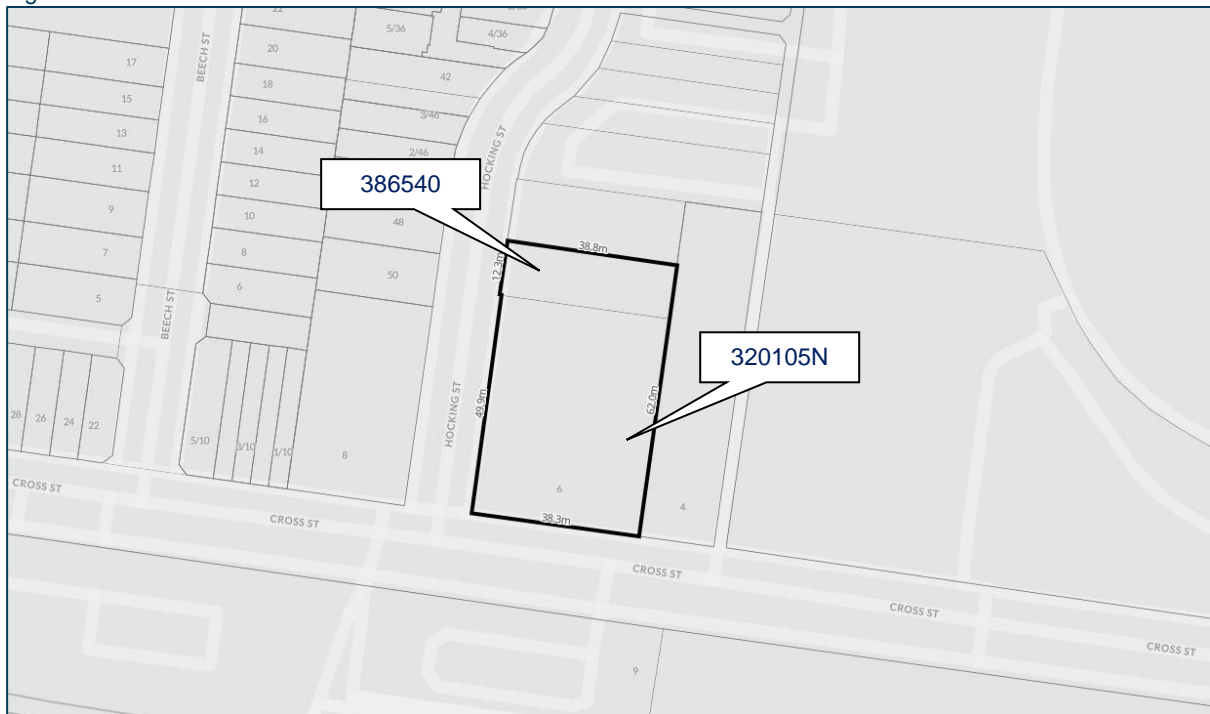 5/36
4/36
17
20
42
15
18
3/46
13
16
2/46
11
14
12
9
10
48
7
8
50
5
6
BEECH ST
BEECH ST
HOCKING ST
HOCKING ST
386540
38.8m
12.3m
320105N
49.9m
62.0m
28
26
24
22
5/10
3/10
1/10
8
6
4
38.3m
CROSS ST
CROSS ST
CROSS ST
CROSS ST
CROSS ST
9